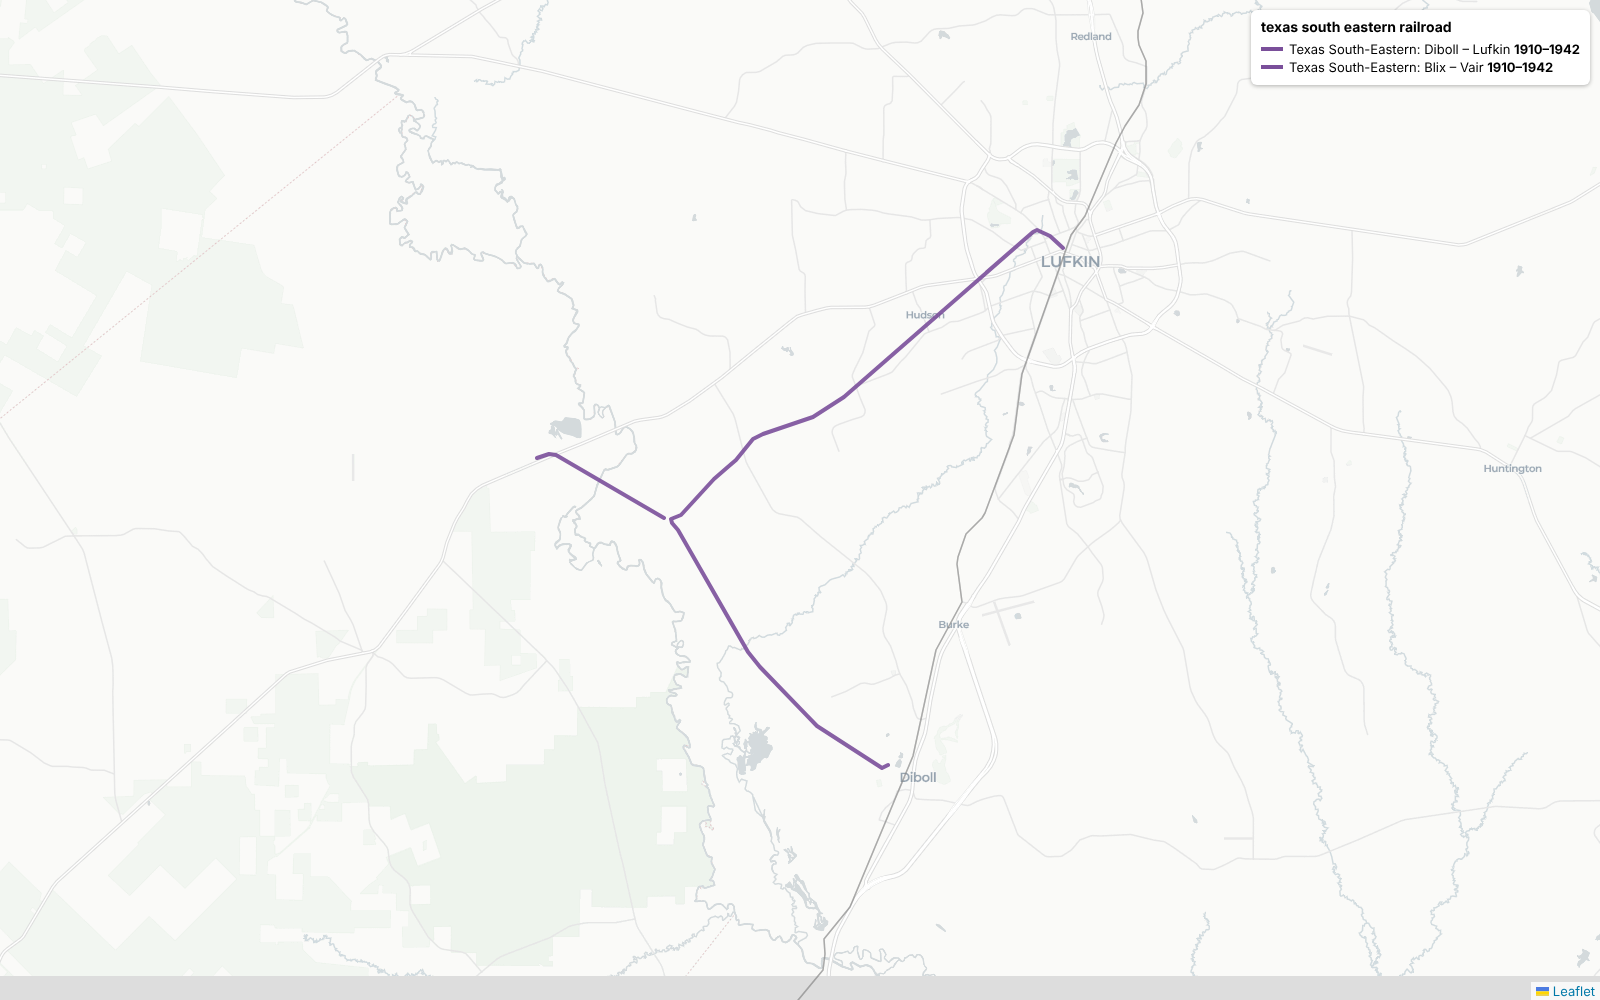 Redland
texas south eastern railroad
Texas South-Eastern: Diboll – Lufkin 1910–1942
Texas South-Eastern: Blix – Vair 1910–1942
LUFKIN
Hudson
Huntington
Burke
Diboll
Leaflet